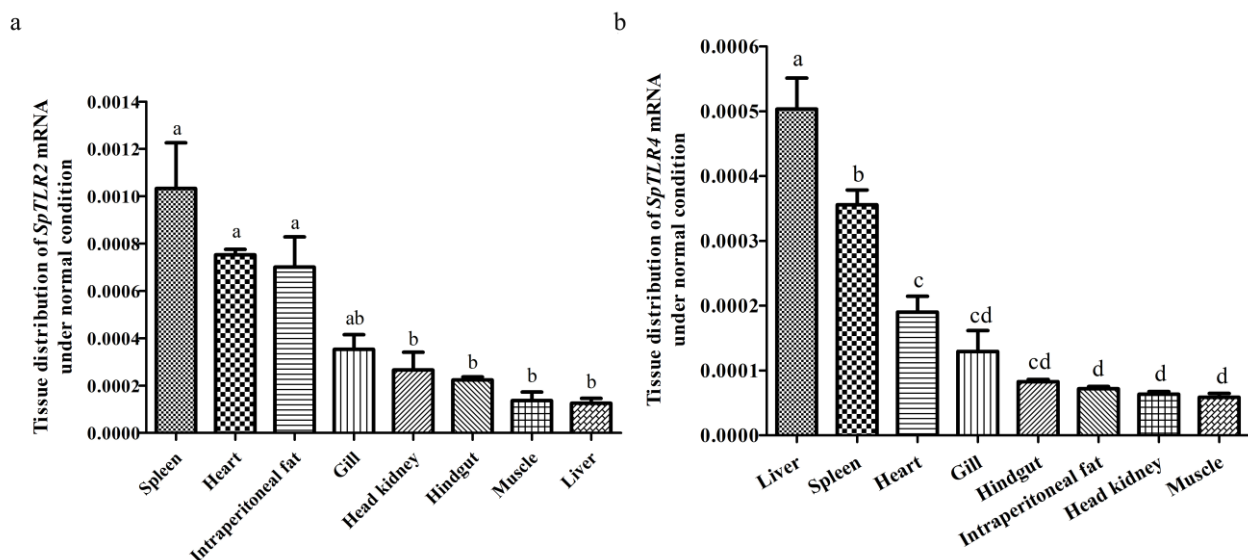 a
Tissue distribution of SpTLR2 mRNA
under normal condition
0.0014
0.0012
0.0010
0.0008
0.0006
0.0004
0.0002
0.0000
a
a
a
ab
b
b
b
b
Spleen
Heart
Intraperitoneal fat
Gill
Head kidney
Hindgut
Muscle
Liver
b
Tissue distribution of SpTLR4 mRNA
under normal condition
0.0006
0.0005
0.0004
0.0003
0.0002
0.0001
0.0000
a
b
c
cd
cd
d
d
d
Liver
Spleen
Heart
Gill
Hindgut
Intraperitoneal fat
Head kidney
Muscle